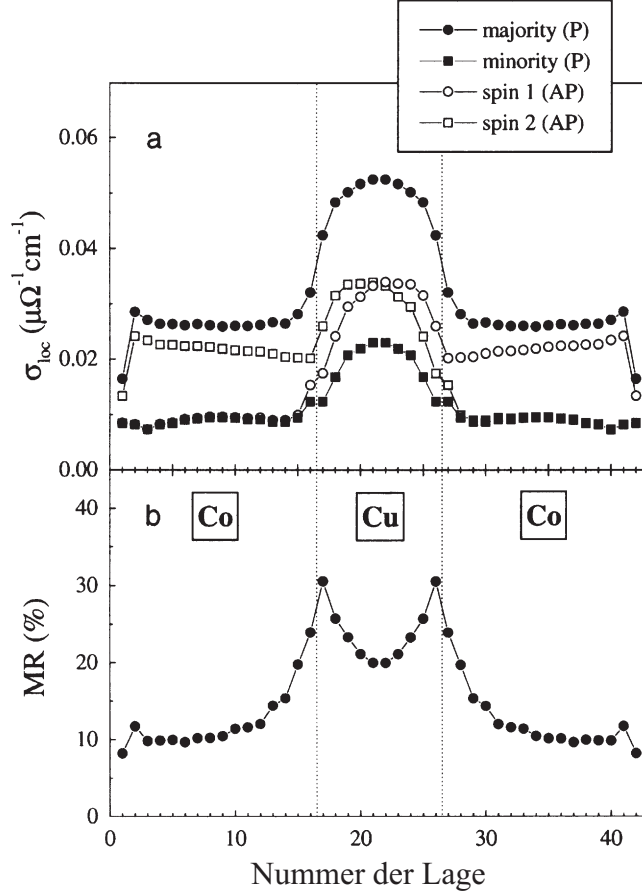 majority (P)
minority (P)
spin 1 (AP)
spin 2 (AP)
a
0.06
0.04
0.02
0.00
σloc (μΩ⁻¹cm⁻¹)
b
Co
Cu
Co
40
30
20
10
0
MR (%)
0 10 20 30 40
Nummer der Lage